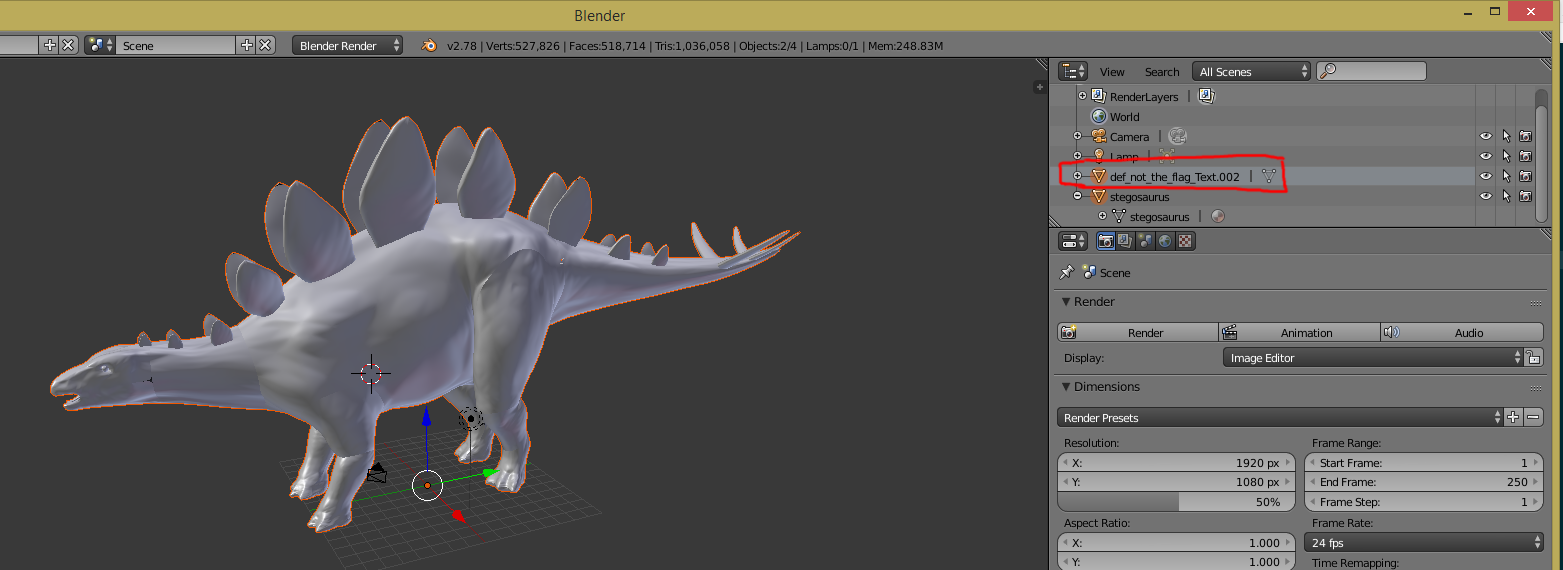 Blender
Scene Blender Render v2.78 | Verts:527,826 | Faces:518,714 | Tris:1,036,058 | Objects:2/4 | Lamps:0/1 | Mem:248.83M
View Search All Scenes
RenderLayers
World
Camera
Lamp
def_not_the_flag_Text.002
stegosaurus
stegosaurus
Scene
Render
Render Animation Audio
Display: Image Editor
Dimensions
Render Presets
Resolution: Frame Range:
X: 1920 px Start Frame: 1
Y: 1080 px End Frame: 250
50% Frame Step: 1
Aspect Ratio: Frame Rate:
X: 1.000 24 fps
Y: 1.000 Time Remapping: